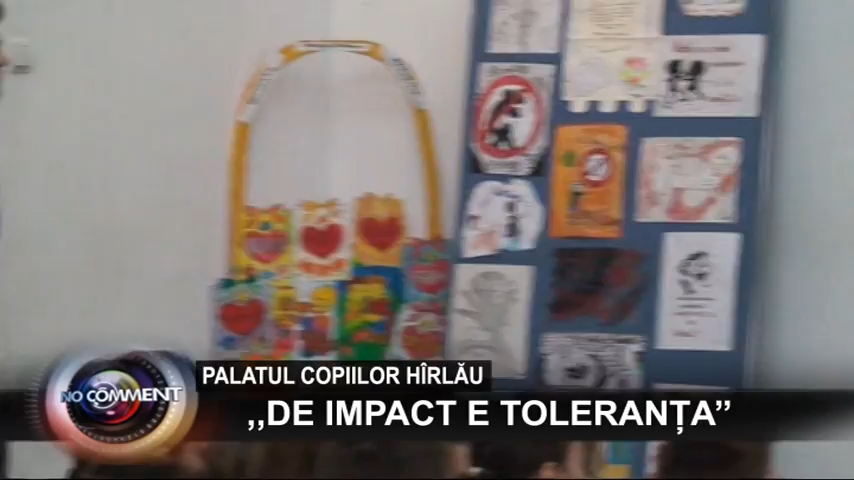 PALATUL COPIILOR HÎRLĂU
NO COMMENT
,,DE IMPACT E TOLERANȚA”